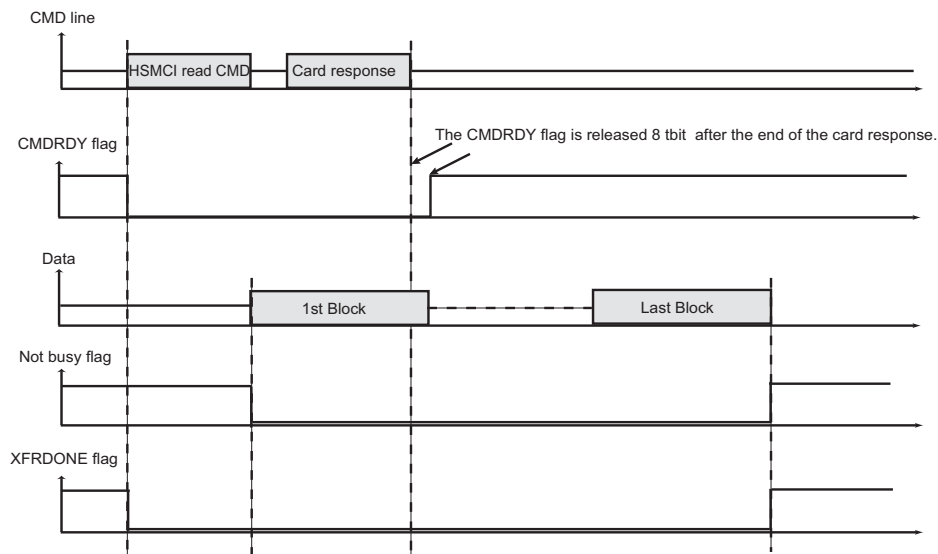 CMD line
HSMCI read CMD
Card response
CMDRDY flag
The CMDRDY flag is released 8 tbit after the end of the card response.
Data
1st Block
Last Block
Not busy flag
XFRDONE flag